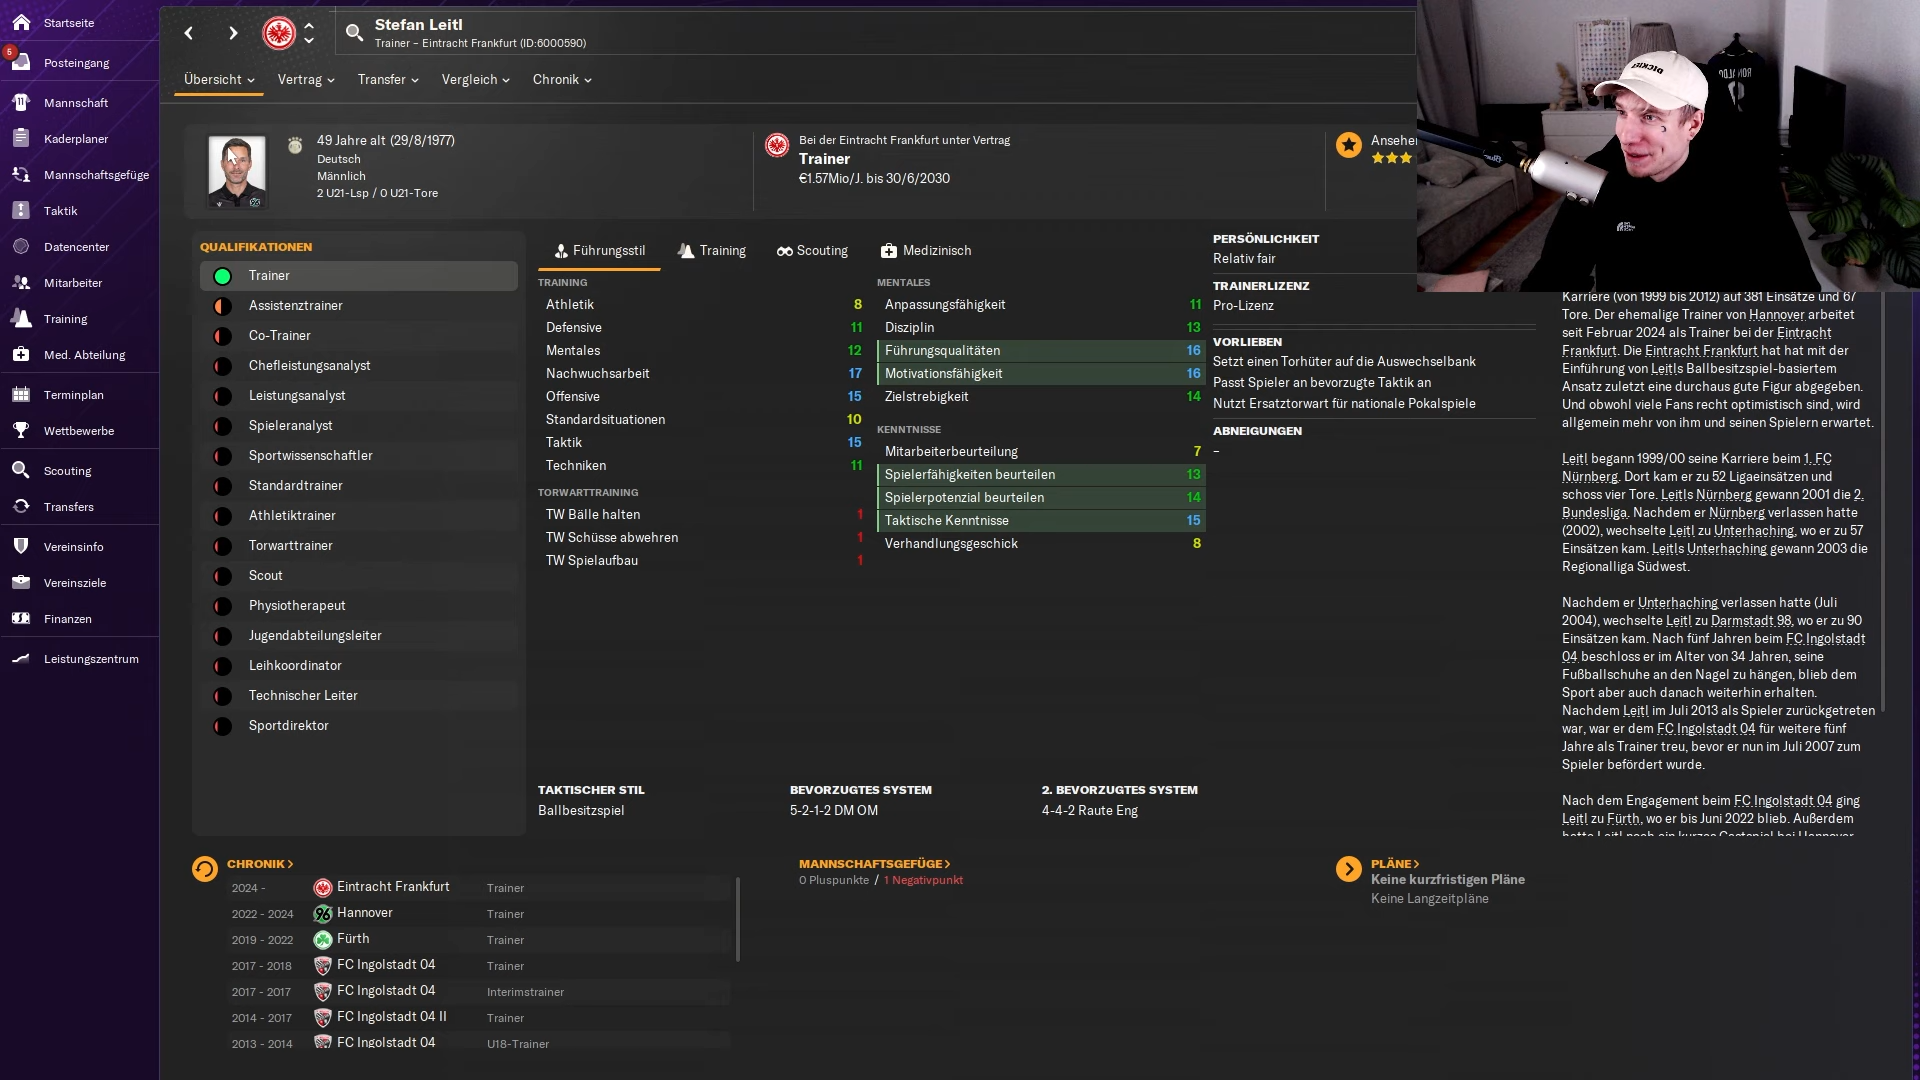 Startseite
6
Posteingang
Mannschaft
Kaderplaner
Mannschaftsgefüge
Taktik
Datencenter
Mitarbeiter
Training
Med. Abteilung
Terminplan
Wettbewerbe
Scouting
Transfers
Vereinsinfo
Vereinsziele
Finanzen
Leistungszentrum
Stefan Leitl
Trainer – Eintracht Frankfurt (ID:6000590)
Übersicht
Vertrag
Transfer
Vergleich
Chronik
49 Jahre alt (29/8/1977)
Deutsch
Männlich
2 U21-Lsp / 0 U21-Tore
Bei der Eintracht Frankfurt unter Vertrag
Trainer
€1.57Mio/J. bis 30/6/2030
Ansehe
DICKIES
RONALDO
QUALIFIKATIONEN
Trainer
Assistenztrainer
Co-Trainer
Chefleistungsanalyst
Leistungsanalyst
Spieleranalyst
Sportwissenschaftler
Standardtrainer
Athletiktrainer
Torwarttrainer
Scout
Physiotherapeut
Jugendabteilungsleiter
Leihkoordinator
Technischer Leiter
Sportdirektor
Führungsstil
Training
Scouting
Medizinisch
TRAINING
Athletik 8
Defensive 11
Mentales 12
Nachwuchsarbeit 17
Offensive 15
Standardsituationen 10
Taktik 15
Techniken 11
TORWARTTRAINING
TW Bälle halten 1
TW Schüsse abwehren 1
TW Spielaufbau 1
MENTALES
Anpassungsfähigkeit 11
Disziplin 13
Führungsqualitäten 16
Motivationsfähigkeit 16
Zielstrebigkeit 14
KENNTNISSE
Mitarbeiterbeurteilung 7
Spielerfähigkeiten beurteilen 13
Spielerpotenzial beurteilen 14
Taktische Kenntnisse 15
Verhandlungsgeschick 8
PERSÖNLICHKEIT
Relativ fair
TRAINERLIZENZ
Pro-Lizenz
VORLIEBEN
Setzt einen Torhüter auf die Auswechselbank
Passt Spieler an bevorzugte Taktik an
Nutzt Ersatztorwart für nationale Pokalspiele
ABNEIGUNGEN
–
Karriere (von 1999 bis 2012) auf 381 Einsätze und 67
Tore. Der ehemalige Trainer von Hannover arbeitet
seit Februar 2024 als Trainer bei der Eintracht
Frankfurt. Die Eintracht Frankfurt hat hat mit der
Einführung von Leitls Ballbesitzspiel-basiertem
Ansatz zuletzt eine durchaus gute Figur abgegeben.
Und obwohl viele Fans recht optimistisch sind, wird
allgemein mehr von ihm und seinen Spielern erwartet.
Leitl begann 1999/00 seine Karriere beim 1. FC
Nürnberg. Dort kam er zu 52 Ligaeinsätzen und
schoss vier Tore. Leitls Nürnberg gewann 2001 die 2.
Bundesliga. Nachdem er Nürnberg verlassen hatte
(2002), wechselte Leitl zu Unterhaching, wo er zu 57
Einsätzen kam. Leitls Unterhaching gewann 2003 die
Regionalliga Südwest.
Nachdem er Unterhaching verlassen hatte (Juli
2004), wechselte Leitl zu Darmstadt 98, wo er zu 90
Einsätzen kam. Nach fünf Jahren beim FC Ingolstadt
04 beschloss er im Alter von 34 Jahren, seine
Fußballschuhe an den Nagel zu hängen, blieb dem
Sport aber auch danach weiterhin erhalten.
Nachdem Leitl im Juli 2013 als Spieler zurückgetreten
war, war er dem FC Ingolstadt 04 für weitere fünf
Jahre als Trainer treu, bevor er nun im Juli 2007 zum
Spieler befördert wurde.
Nach dem Engagement beim FC Ingolstadt 04 ging
Leitl zu Fürth, wo er bis Juni 2022 blieb. Außerdem
hatte Leitl noch ein kurzes Gastspiel bei Hannover
TAKTISCHER STIL
Ballbesitzspiel
BEVORZUGTES SYSTEM
5-2-1-2 DM OM
2. BEVORZUGTES SYSTEM
4-4-2 Raute Eng
CHRONIK
2024 - Eintracht Frankfurt Trainer
2022 - 2024 Hannover Trainer
2019 - 2022 Fürth Trainer
2017 - 2018 FC Ingolstadt 04 Trainer
2017 - 2017 FC Ingolstadt 04 Interimstrainer
2014 - 2017 FC Ingolstadt 04 II Trainer
2013 - 2014 FC Ingolstadt 04 U18-Trainer
MANNSCHAFTSGEFÜGE
0 Pluspunkte / 1 Negativpunkt
PLÄNE
Keine kurzfristigen Pläne
Keine Langzeitpläne